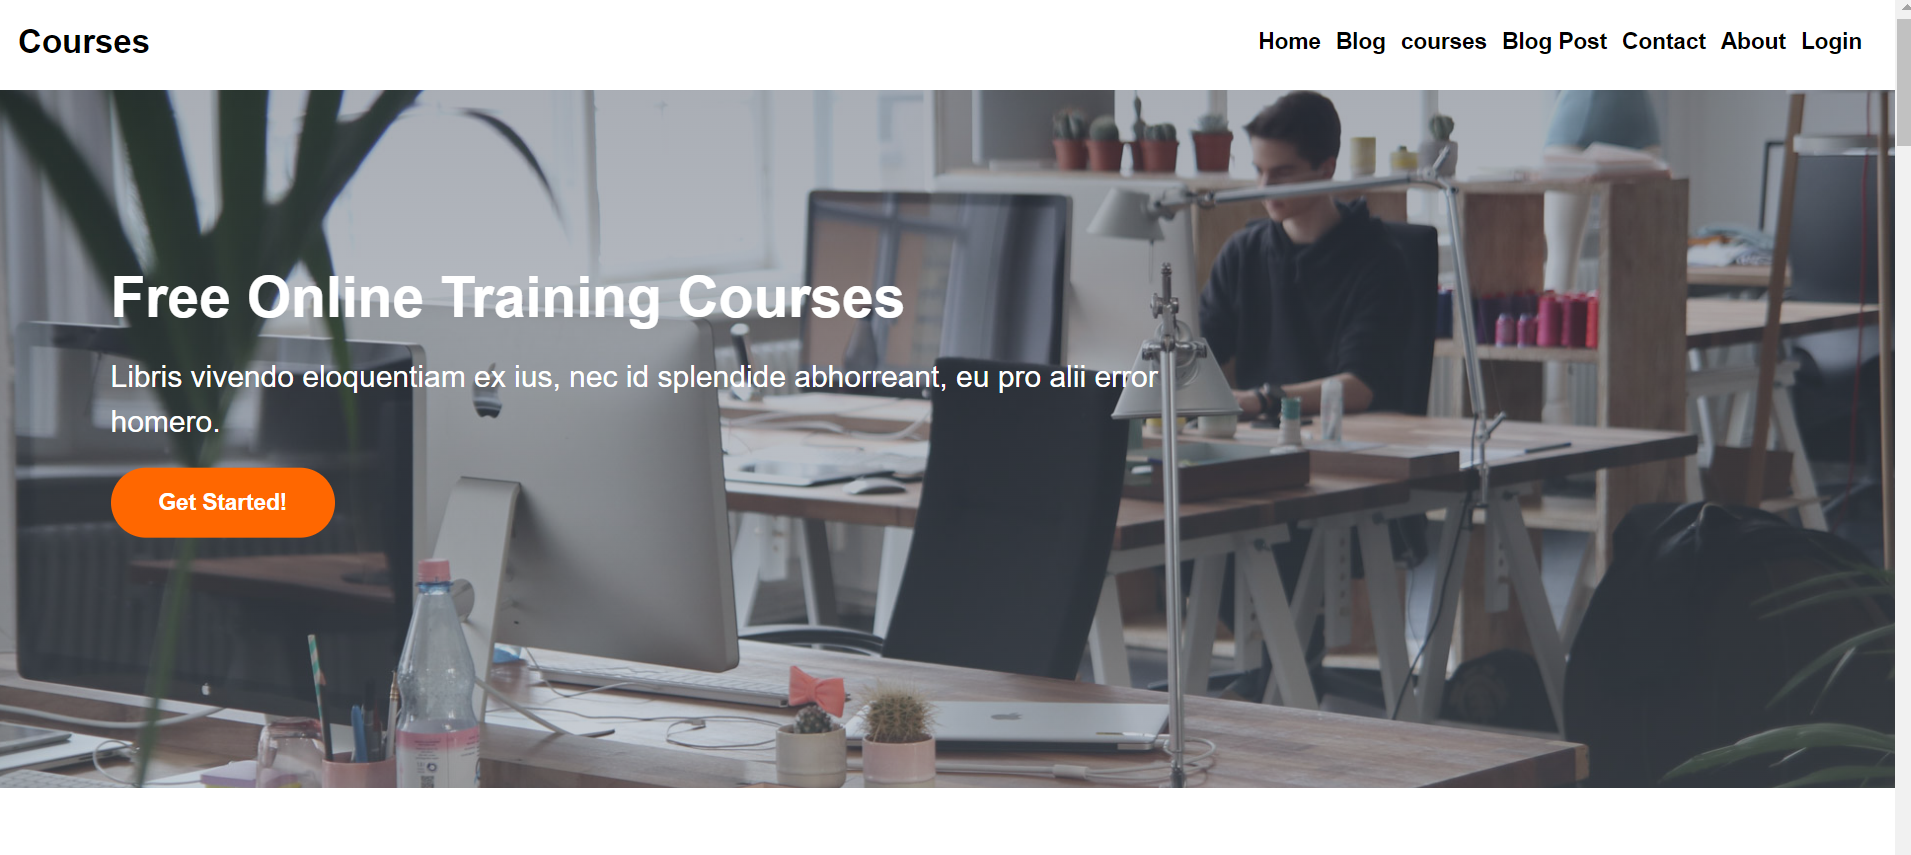 Courses
Home Blog courses Blog Post Contact About Login
Free Online Training Courses
Libris vivendo eloquentiam ex ius, nec id splendide abhorreant, eu pro alii error
homero.
Get Started!